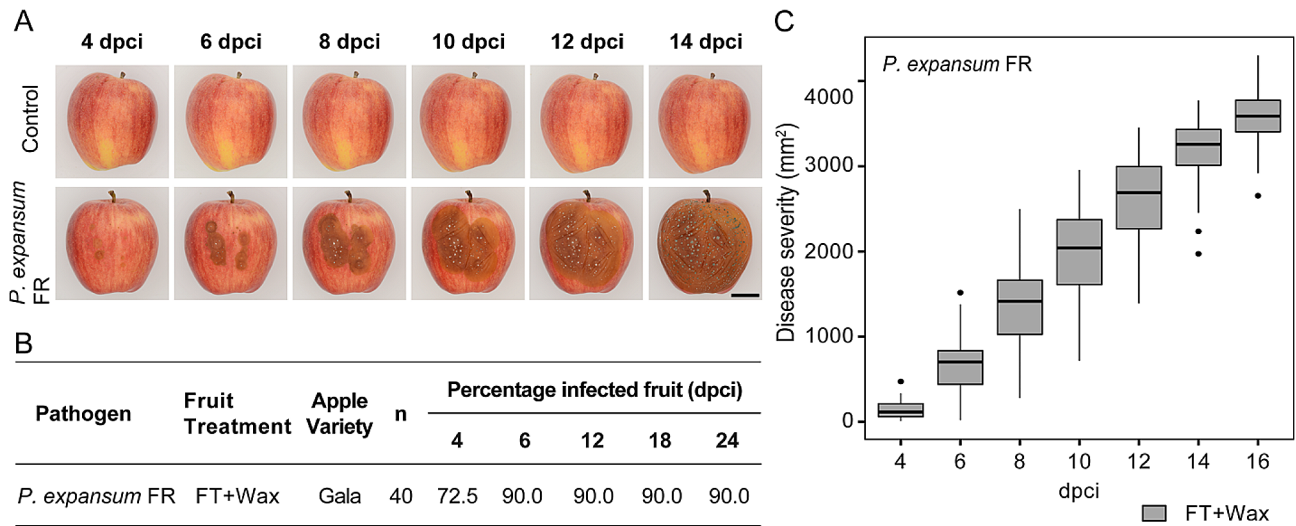 A
4 dpci 6 dpci 8 dpci 10 dpci 12 dpci 14 dpci
Control
P. expansum
FR
B
Pathogen Fruit Treatment Apple Variety n Percentage infected fruit (dpci)
4 6 12 18 24
P. expansum FR FT+Wax Gala 40 72.5 90.0 90.0 90.0 90.0
C
P. expansum FR
Disease severity (mm²)
4000
3000
2000
1000
0
4 6 8 10 12 14 16
dpci
FT+Wax